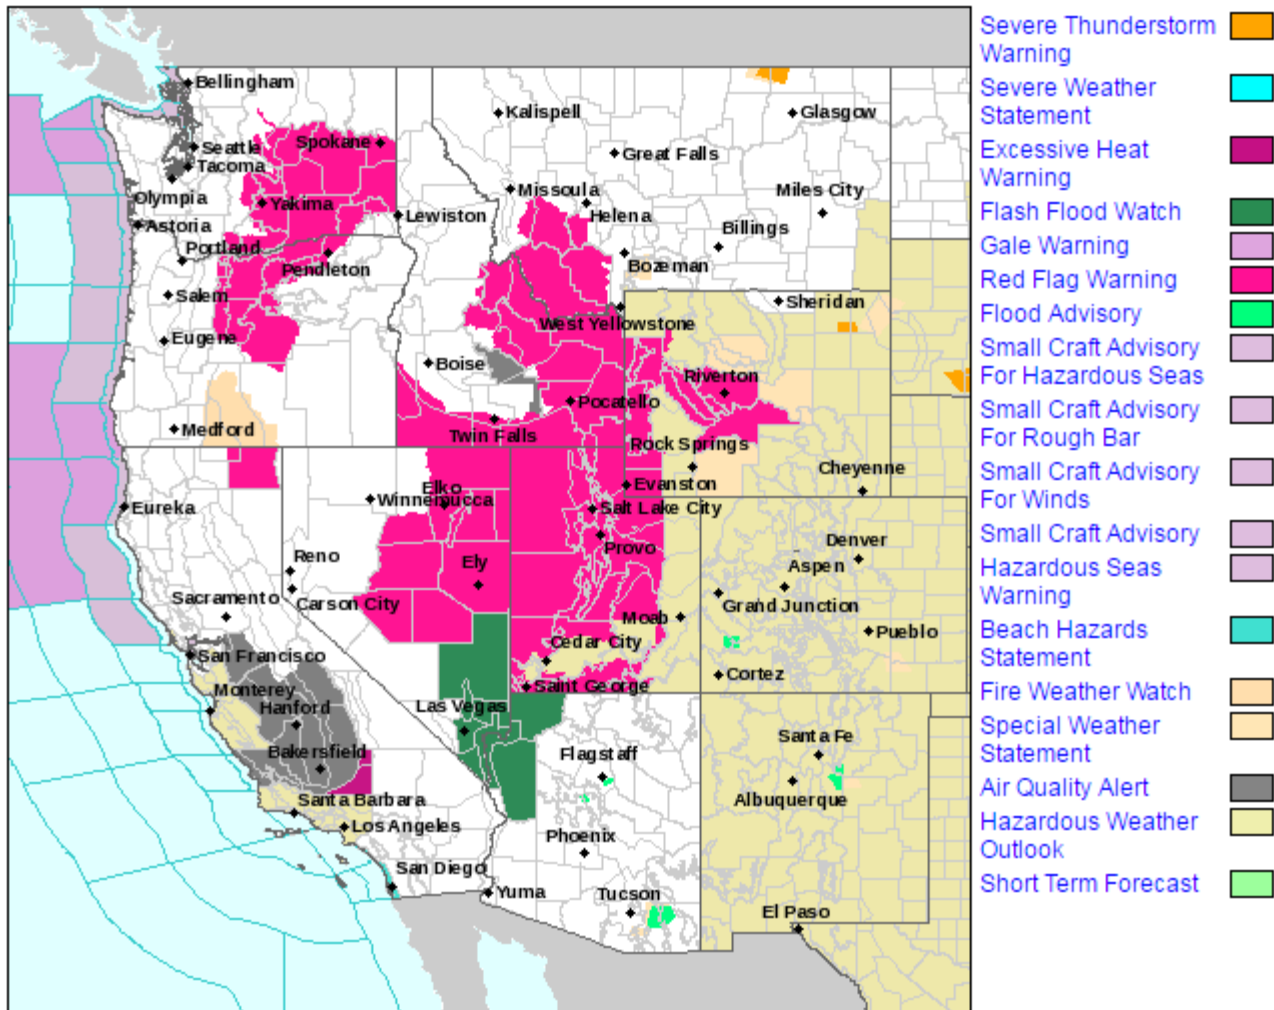 Bellingham
Seattle
Tacoma
Olympia
Astoria
Spokane
Yakima
Lewiston
Portland
Pendleton
Salem
Eugene
Medford
Kalispell
Glasgow
Great Falls
Missoula
Helena
Miles City
Billings
Bozeman
West Yellowstone
Sheridan
Boise
Pocatello
Twin Falls
Riverton
Rock Springs
Evanston
Cheyenne
Eureka
Elko
Winnemucca
Salt Lake City
Provo
Reno
Carson City
Ely
Sacramento
San Francisco
Moab
Cedar City
Saint George
Denver
Aspen
Grand Junction
Pueblo
Cortez
Monterey
Hanford
Bakersfield
Las Vegas
Santa Barbara
Los Angeles
San Diego
Flagstaff
Phoenix
Yuma
Tucson
Santa Fe
Albuquerque
El Paso
Severe Thunderstorm
Warning
Severe Weather
Statement
Excessive Heat
Warning
Flash Flood Watch
Gale Warning
Red Flag Warning
Flood Advisory
Small Craft Advisory
For Hazardous Seas
Small Craft Advisory
For Rough Bar
Small Craft Advisory
For Winds
Small Craft Advisory
Hazardous Seas
Warning
Beach Hazards
Statement
Fire Weather Watch
Special Weather
Statement
Air Quality Alert
Hazardous Weather
Outlook
Short Term Forecast